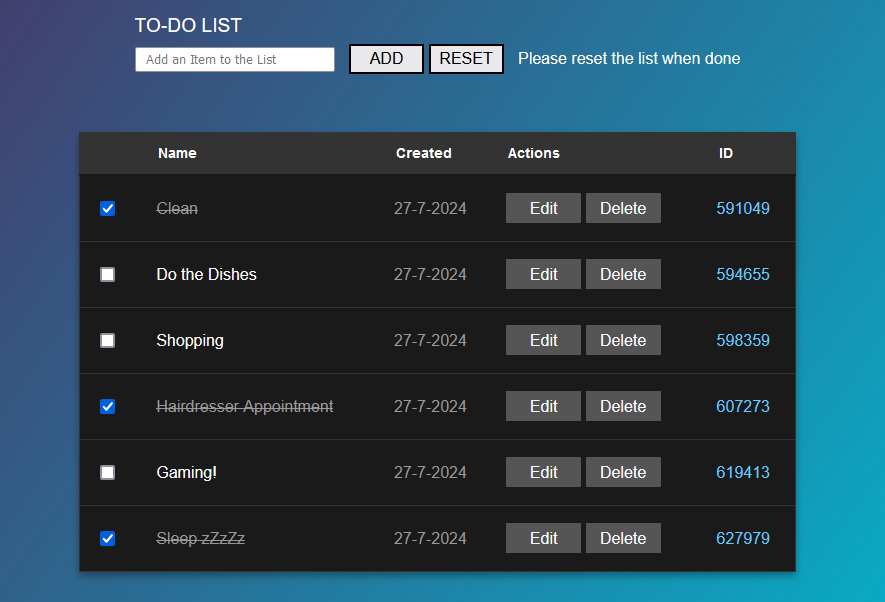 TO-DO LIST
Add an Item to the List ADD RESET Please reset the list when done
Name Created Actions ID
Clean 27-7-2024 Edit Delete 591049
Do the Dishes 27-7-2024 Edit Delete 594655
Shopping 27-7-2024 Edit Delete 598359
Hairdresser Appointment 27-7-2024 Edit Delete 607273
Gaming! 27-7-2024 Edit Delete 619413
Sleep zZzZz 27-7-2024 Edit Delete 627979